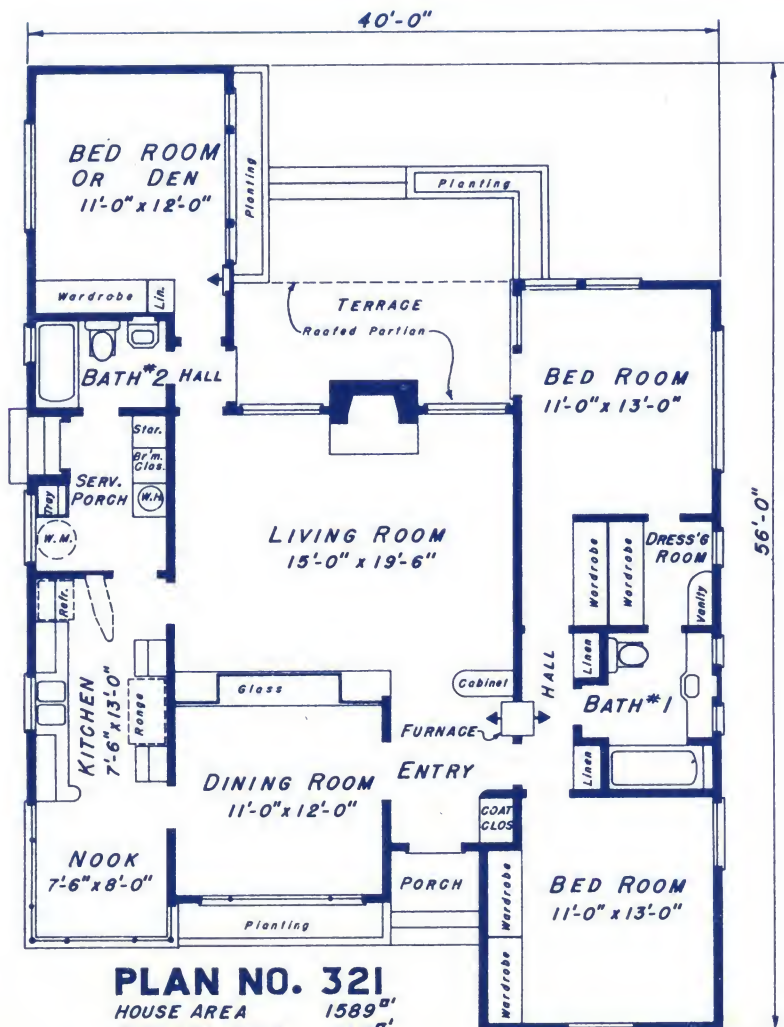 40'-0"
BED ROOM
OR DEN
11'-0" x 12'-0"
Planting
Planting
Wardrobe
Lin.
TERRACE
Roofed Portion
BATH #2
HALL
BED ROOM
11'-0" x 13'-0"
56'-0"
Stor.
Br'm.
Clos.
SERV.
PORCH
W.H.
Tray
W.M.
LIVING ROOM
15'-0" x 19'-6"
Wardrobe
Wardrobe
DRESS'G
ROOM
Vanity
Refr.
KITCHEN
7'-6" x 13'-0"
Range
Glass
Cabinet
HALL
Linen
BATH #1
FURNACE
ENTRY
Linen
DINING ROOM
11'-0" x 12'-0"
COAT
CLOS
NOOK
7'-6" x 8'-0"
PORCH
Wardrobe
Wardrobe
BED ROOM
11'-0" x 13'-0"
Planting
PLAN NO. 321
HOUSE AREA 1589□'